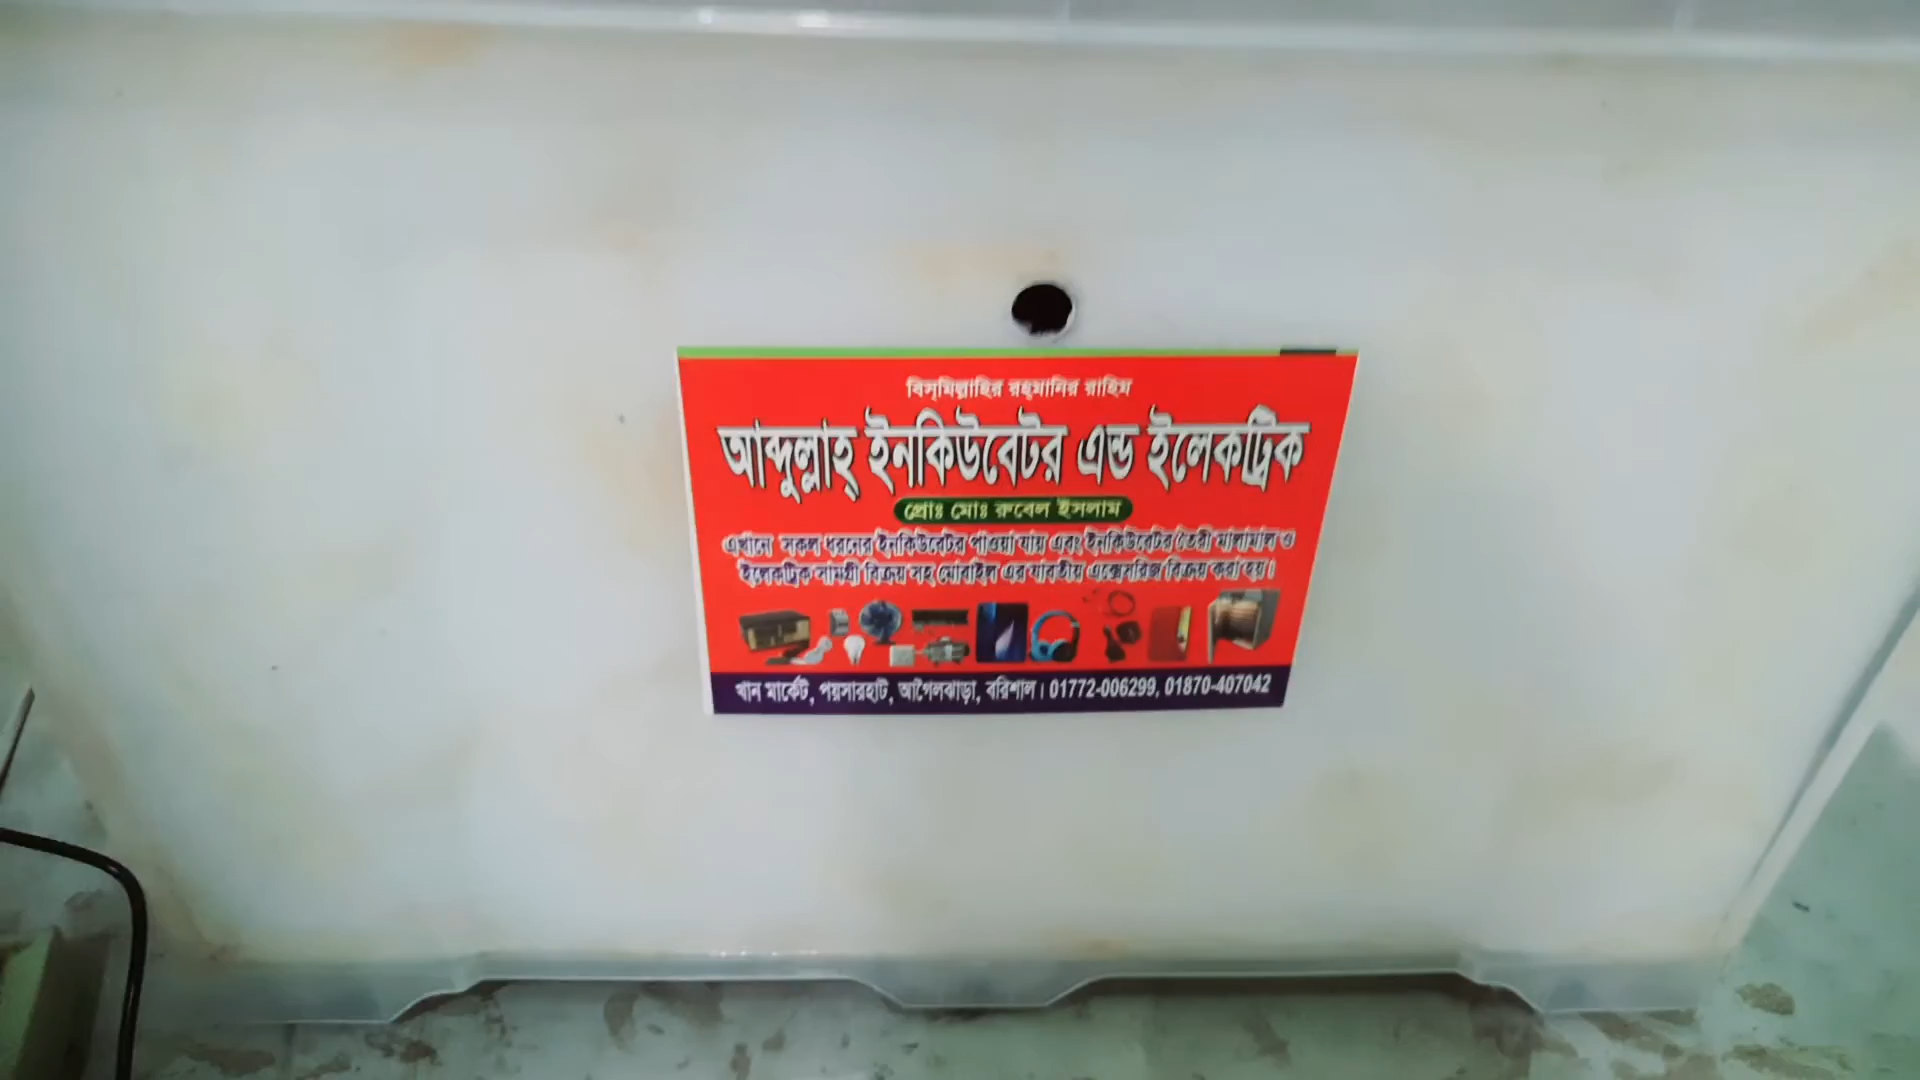 বিস্‌মিল্লাহির রহ্‌মানির রাহিম
আব্দুল্লাহ্ ইনকিউবেটর এন্ড ইলেকট্রিক
প্রোঃ মোঃ রুবেল ইসলাম
এখানে সকল ধরনের ইনকিউবেটর পাওয়া যায় এবং ইনকিউবেটর তৈরী মালামাল ও
ইলেকট্রিক সামগ্রী বিক্রয় সহ মোবাইল এর যাবতীয় এক্সেসরিজ বিক্রয় করা হয়।
খান মার্কেট, পয়সারহাট, আগৈলঝাড়া, বরিশাল। 01772-006299, 01870-407042